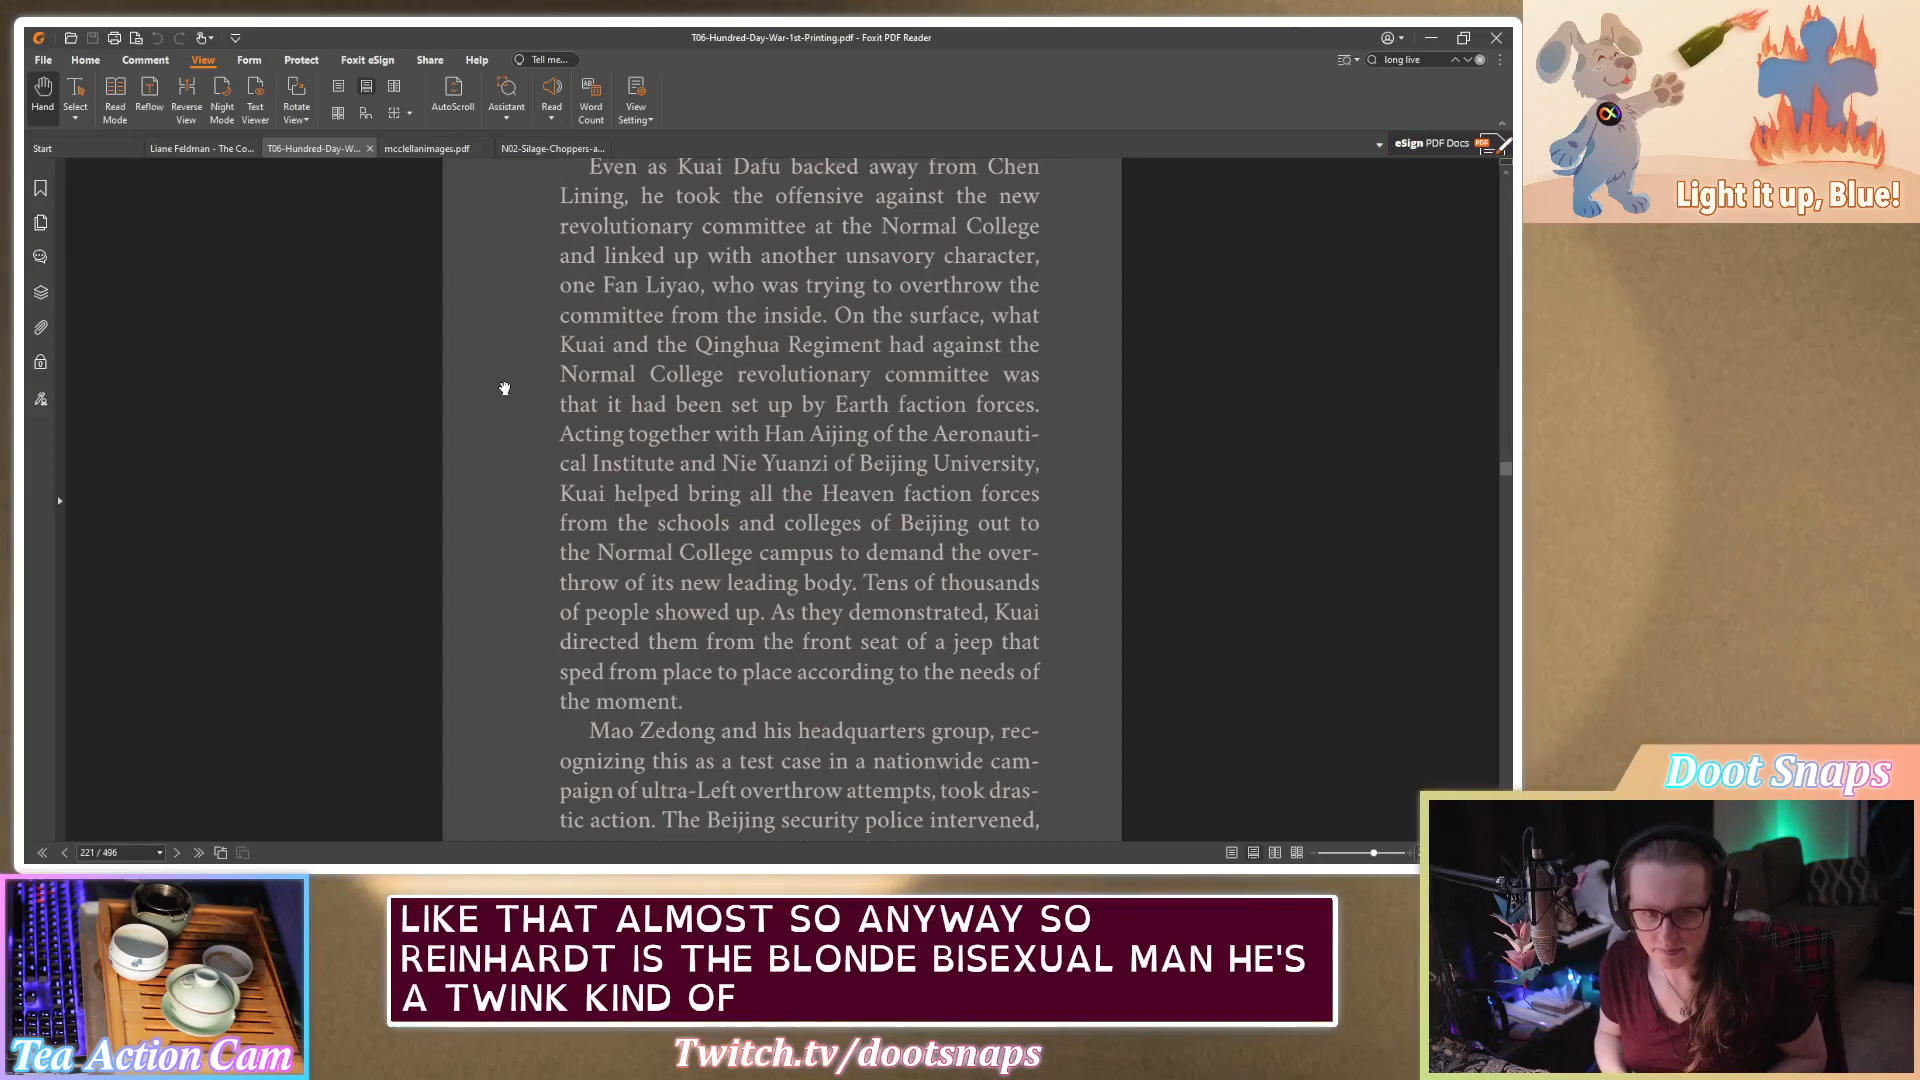 T06-Hundred-Day-War-1st-Printing.pdf - Foxit PDF Reader
File Home Comment View Form Protect Foxit eSign Share Help Tell me... long live
Hand Select Read Mode Reflow Reverse View Night Mode Text Viewer Rotate View AutoScroll Assistant Read Word Count View Setting
Start Liane Feldman - The Co... T06-Hundred-Day-W... mcclellanimages.pdf N02-Silage-Choppers-a... eSign PDF Docs
Even as Kuai Dafu backed away from Chen
Lining, he took the offensive against the new
revolutionary committee at the Normal College
and linked up with another unsavory character,
one Fan Liyao, who was trying to overthrow the
committee from the inside. On the surface, what
Kuai and the Qinghua Regiment had against the
Normal College revolutionary committee was
that it had been set up by Earth faction forces.
Acting together with Han Aijing of the Aeronauti-
cal Institute and Nie Yuanzi of Beijing University,
Kuai helped bring all the Heaven faction forces
from the schools and colleges of Beijing out to
the Normal College campus to demand the over-
throw of its new leading body. Tens of thousands
of people showed up. As they demonstrated, Kuai
directed them from the front seat of a jeep that
sped from place to place according to the needs of
the moment.
Mao Zedong and his headquarters group, rec-
ognizing this as a test case in a nationwide cam-
paign of ultra-Left overthrow attempts, took dras-
tic action. The Beijing security police intervened,
221 / 496
Light it up, Blue!
Doot Snaps
LIKE THAT ALMOST SO ANYWAY SO
REINHARDT IS THE BLONDE BISEXUAL MAN HE'S
A TWINK KIND OF
Tea Action Cam
Twitch.tv/dootsnaps